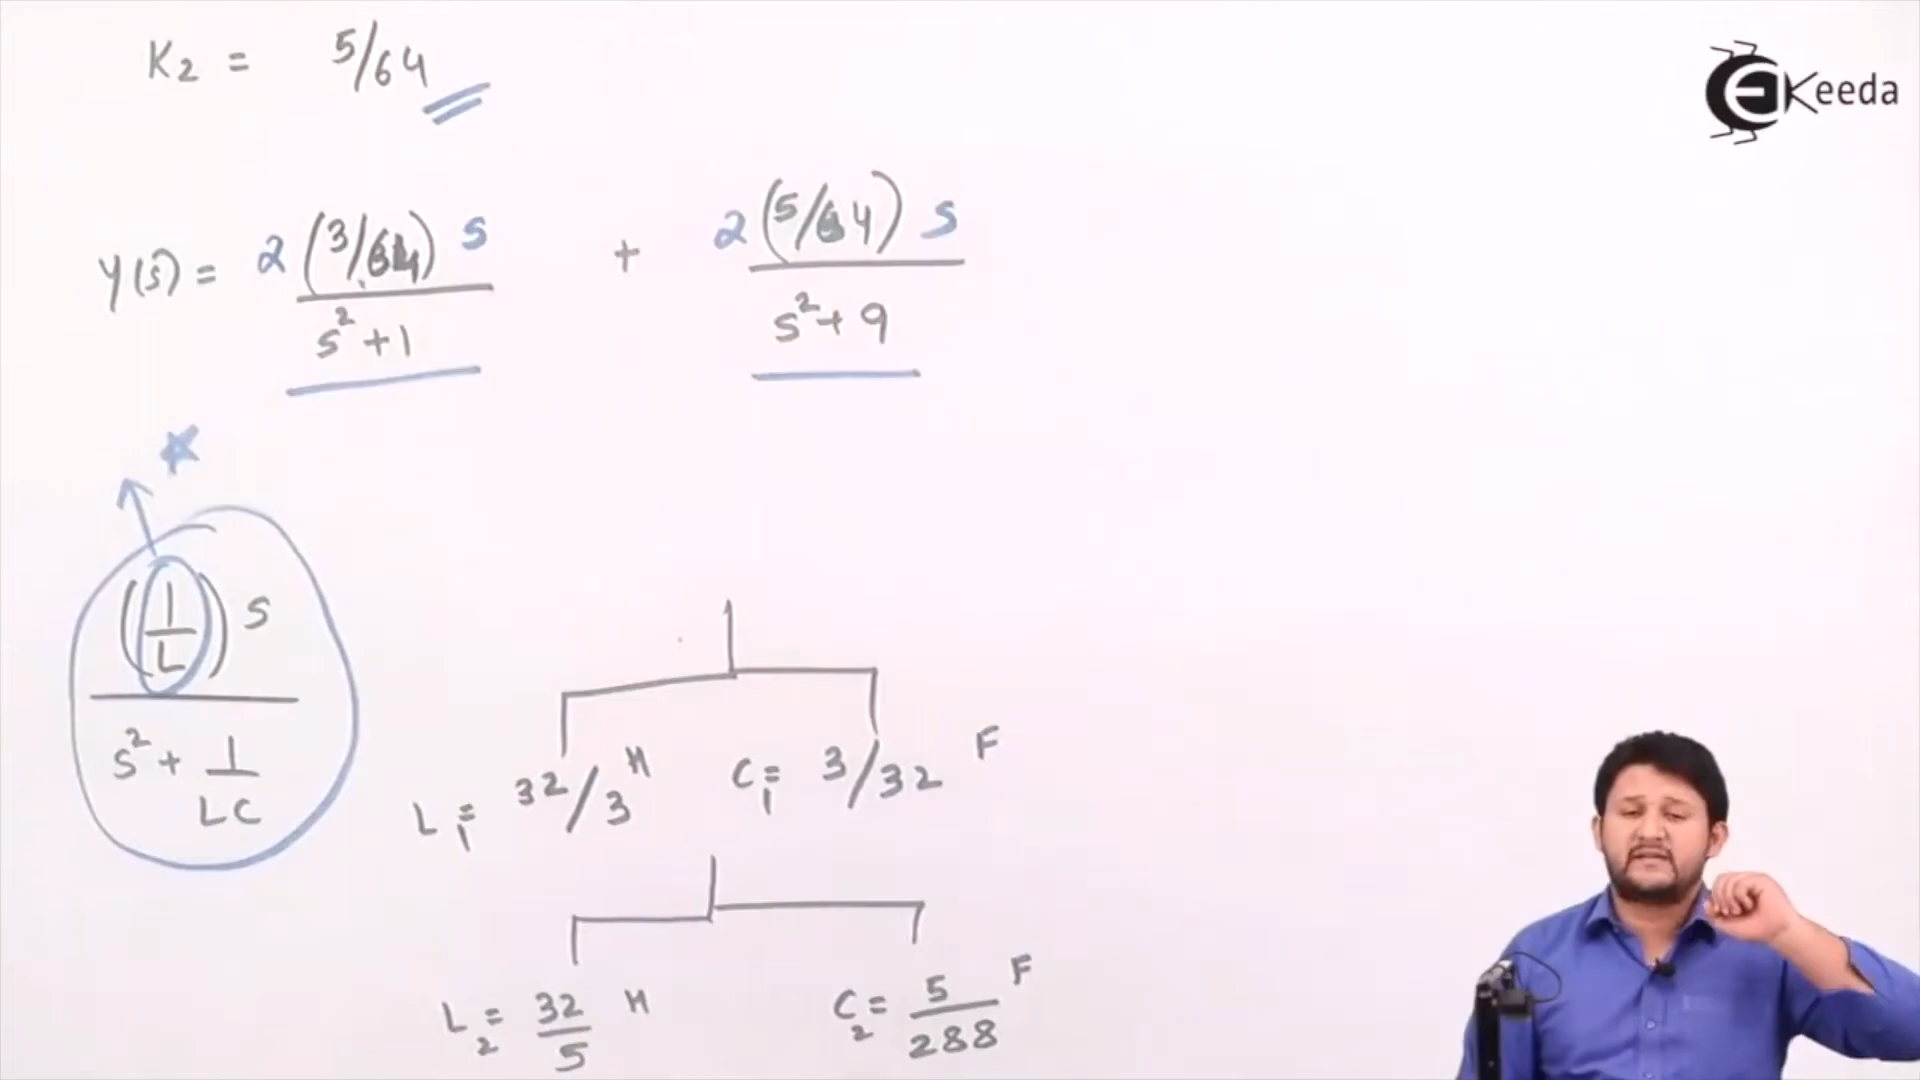 K2 = 5/64
EKeeda
Y(s) = 2 (3/64) s / s²+1 + 2 (5/64) s / s²+9
(1/L) s / s² + 1/LC
L1 = 32/3 H C1 = 3/32 F
L2 = 32/5 H C2 = 5/288 F